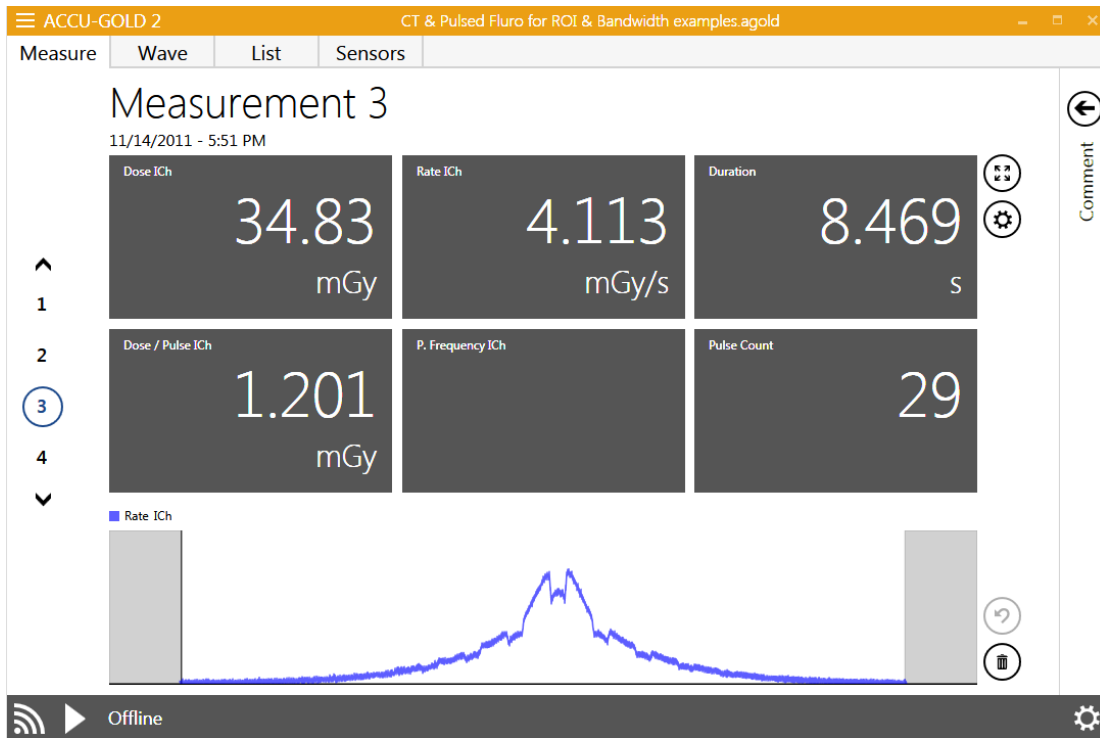 ACCU-GOLD 2
CT & Pulsed Fluro for ROI & Bandwidth examples.agold
Measure Wave List Sensors
Measurement 3
11/14/2011 - 5:51 PM
Comment
Dose ICh
34.83
mGy
Rate ICh
4.113
mGy/s
Duration
8.469
s
1
2
3
4
Dose / Pulse ICh
1.201
mGy
P. Frequency ICh
Pulse Count
29
Rate ICh
Offline